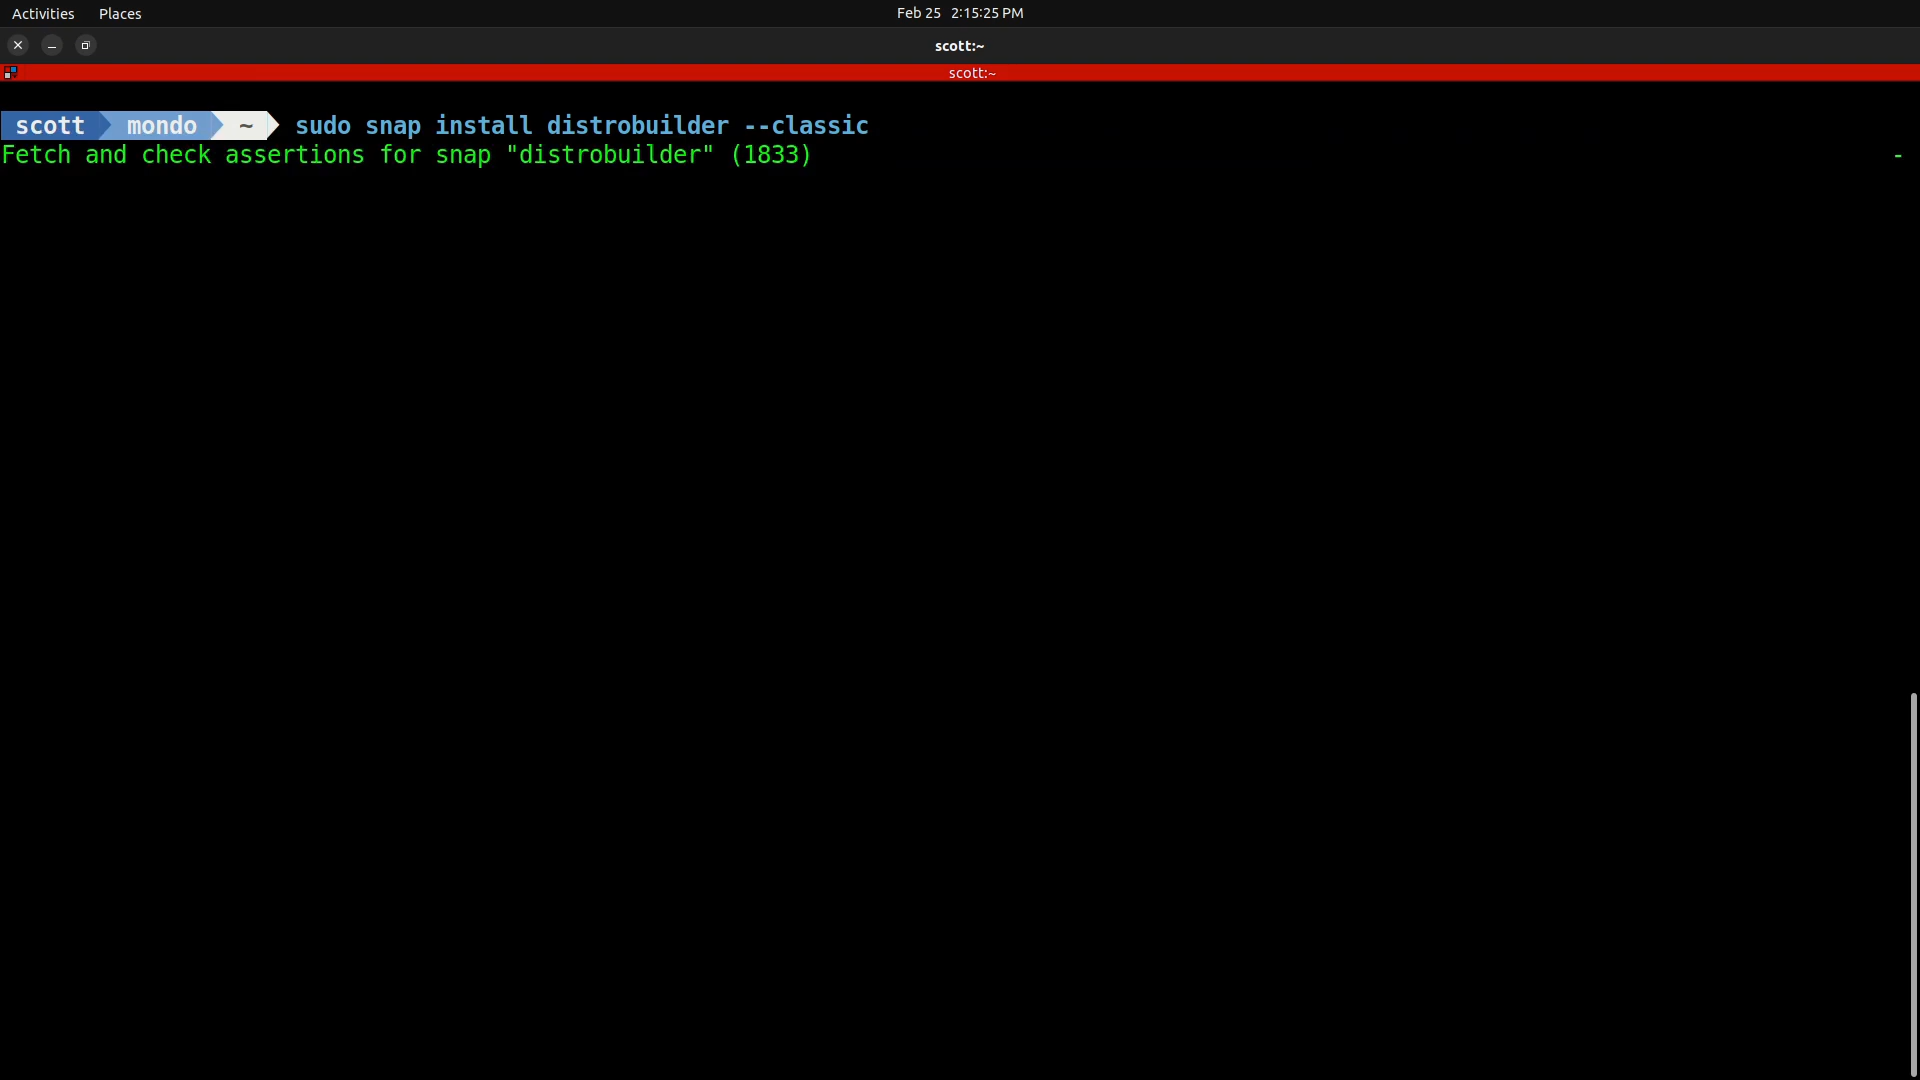 Activities Places Feb 25 2:15:25 PM
scott:~
scott:~
scott mondo ~ sudo snap install distrobuilder --classic
Fetch and check assertions for snap "distrobuilder" (1833) -